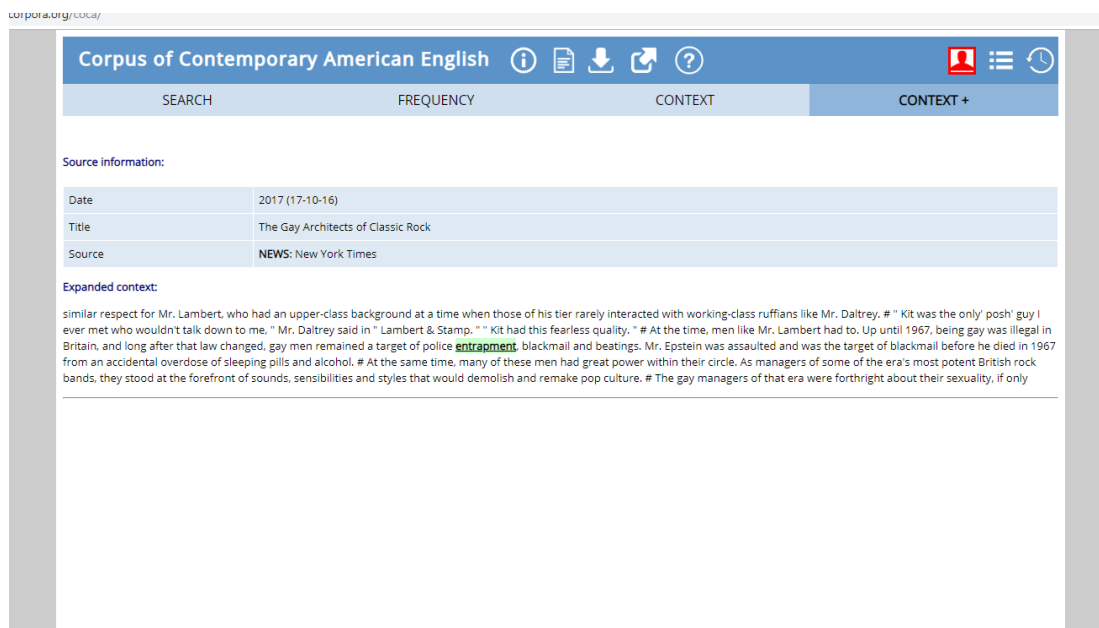 corpora.org/coca/
Corpus of Contemporary American English
SEARCH FREQUENCY CONTEXT CONTEXT +
Source information:
Date 2017 (17-10-16)
Title The Gay Architects of Classic Rock
Source NEWS: New York Times
Expanded context:
similar respect for Mr. Lambert, who had an upper-class background at a time when those of his tier rarely interacted with working-class ruffians like Mr. Daltrey. # " Kit was the only' posh' guy I
ever met who wouldn't talk down to me, " Mr. Daltrey said in " Lambert & Stamp. " " Kit had this fearless quality. " # At the time, men like Mr. Lambert had to. Up until 1967, being gay was illegal in
Britain, and long after that law changed, gay men remained a target of police entrapment, blackmail and beatings. Mr. Epstein was assaulted and was the target of blackmail before he died in 1967
from an accidental overdose of sleeping pills and alcohol. # At the same time, many of these men had great power within their circle. As managers of some of the era's most potent British rock
bands, they stood at the forefront of sounds, sensibilities and styles that would demolish and remake pop culture. # The gay managers of that era were forthright about their sexuality, if only